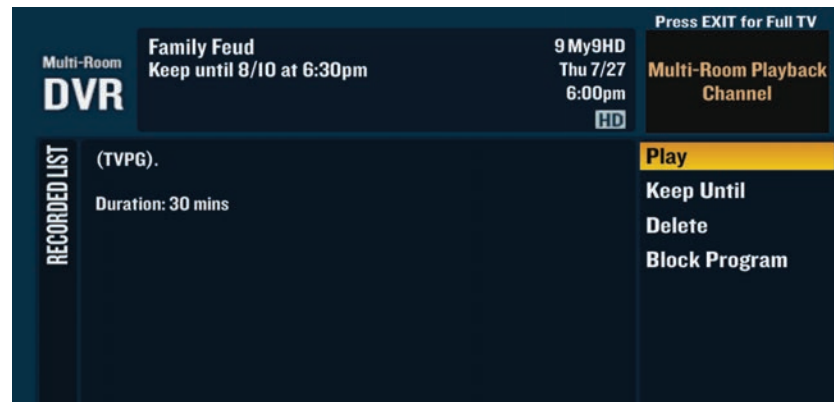 Press EXIT for Full TV
Multi-Room
DVR
Family Feud
Keep until 8/10 at 6:30pm
9 My9HD
Thu 7/27
6:00pm
HD
Multi-Room Playback
Channel
RECORDED LIST
(TVPG).
Duration: 30 mins
Play
Keep Until
Delete
Block Program